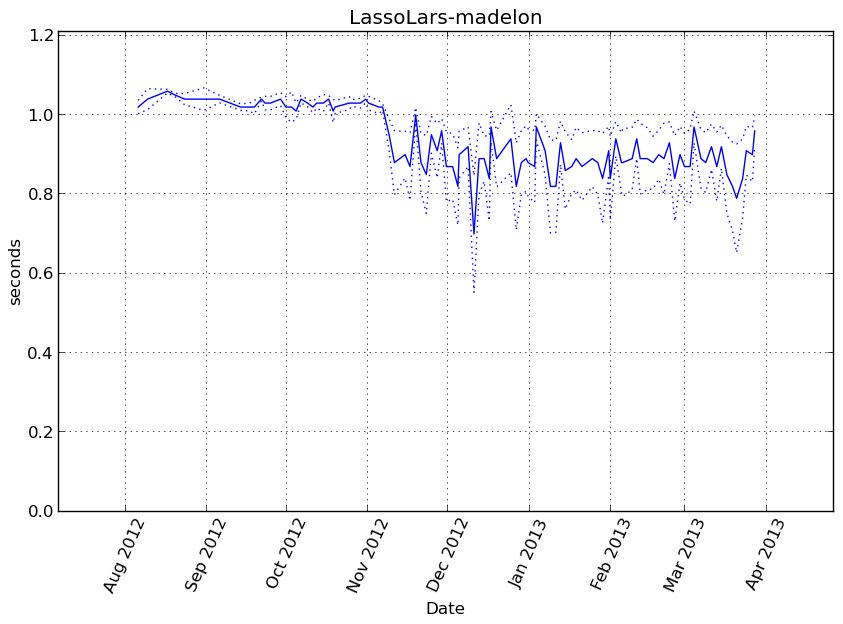 LassoLars-madelon
1.2
1.0
0.8
0.6
0.4
0.2
0.0
seconds
Aug 2012
Sep 2012
Oct 2012
Nov 2012
Dec 2012
Jan 2013
Feb 2013
Mar 2013
Apr 2013
Date